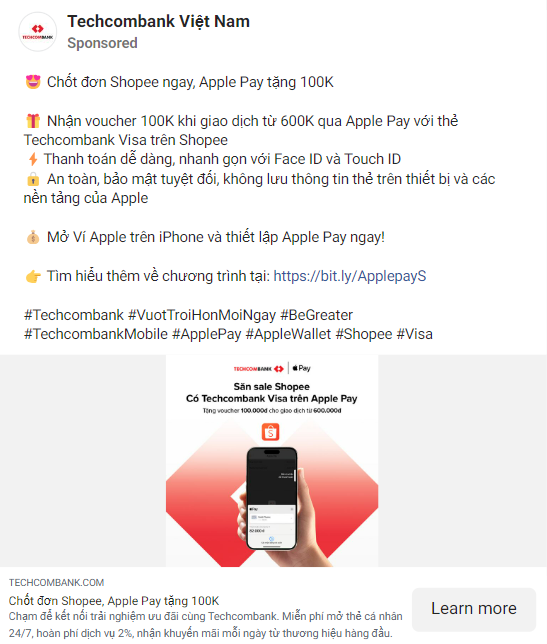 Techcombank Việt Nam
TECHCOMBANK
Sponsored
😍 Chốt đơn Shopee ngay, Apple Pay tặng 100K
🎁 Nhận voucher 100K khi giao dịch từ 600K qua Apple Pay với thẻ
Techcombank Visa trên Shopee
⚡ Thanh toán dễ dàng, nhanh gọn với Face ID và Touch ID
🔒 An toàn, bảo mật tuyệt đối, không lưu thông tin thẻ trên thiết bị và các
nền tảng của Apple
💰 Mở Ví Apple trên iPhone và thiết lập Apple Pay ngay!
👉 Tìm hiểu thêm về chương trình tại: https://bit.ly/ApplepayS
#Techcombank #VuotTroiHonMoiNgay #BeGreater
#TechcombankMobile #ApplePay #AppleWallet #Shopee #Visa
TECHCOMBANK | Pay
Săn sale Shopee
Có Techcombank Visa trên Apple Pay
Tặng voucher 100.000đ cho giao dịch từ 600.000đ
TECHCOMBANK.COM
Chốt đơn Shopee, Apple Pay tặng 100K
Chạm để kết nối trải nghiệm ưu đãi cùng Techcombank. Miễn phí mở thẻ cá nhân
24/7, hoàn phí dịch vụ 2%, nhận khuyến mãi mỗi ngày từ thương hiệu hàng đầu.
Learn more